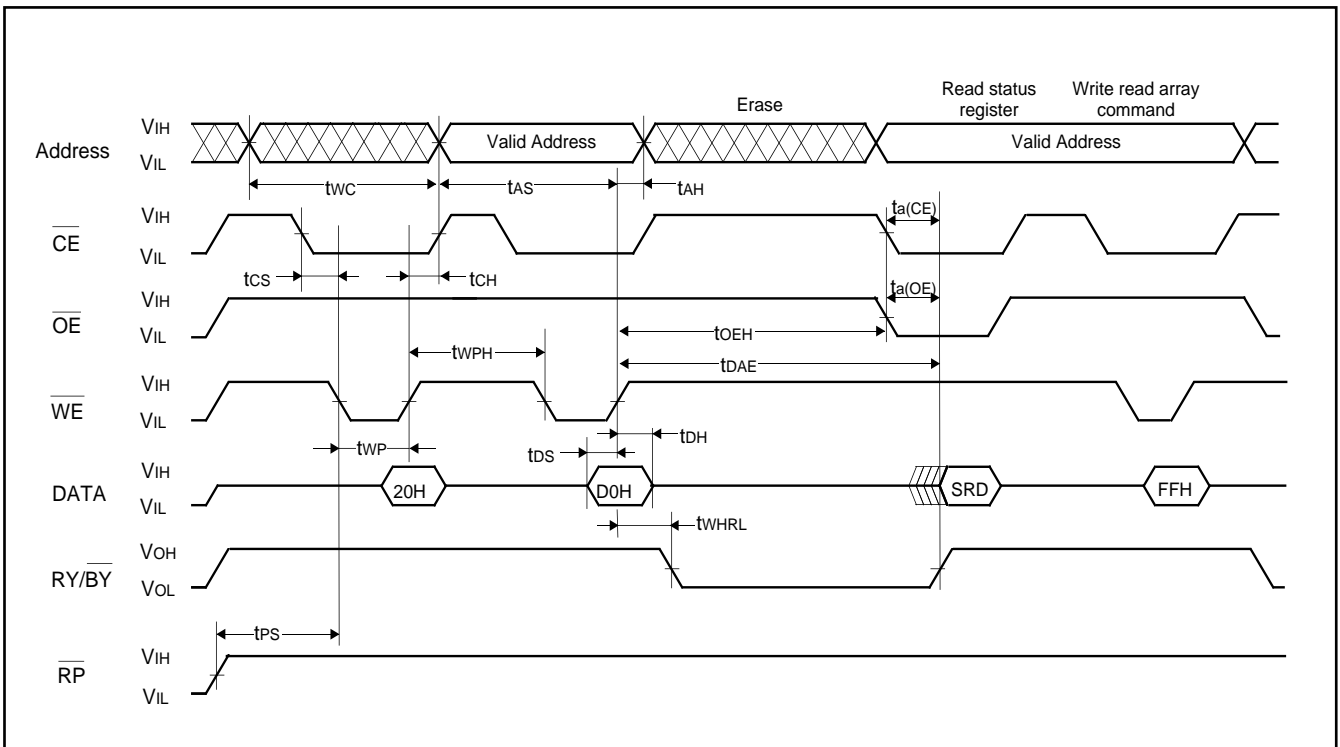 Erase
Read status
register
Write read array
command
Address
VIH
VIL
Valid Address
Valid Address
tWC
tAS
tAH
CE
VIH
VIL
ta(CE)
tCS
tCH
OE
VIH
VIL
ta(OE)
tOEH
tWPH
tDAE
WE
VIH
VIL
tWP
tDS
tDH
DATA
VIH
VIL
20H
D0H
SRD
FFH
tWHRL
RY/BY
VOH
VOL
tPS
RP
VIH
VIL